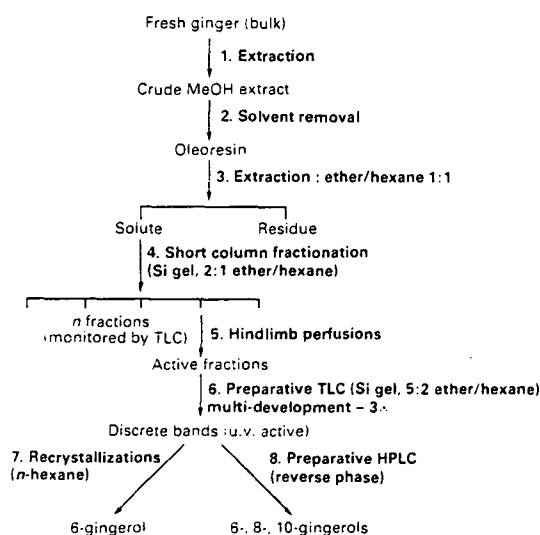 Fresh ginger (bulk)
1. Extraction
Crude MeOH extract
2. Solvent removal
Oleoresin
3. Extraction : ether/hexane 1:1
Solute
Residue
4. Short column fractionation
(Si gel, 2:1 ether/hexane)
n fractions
(monitored by TLC)
5. Hindlimb perfusions
Active fractions
6. Preparative TLC (Si gel, 5:2 ether/hexane)
multi-development – 3
Discrete bands (u.v. active)
7. Recrystallizations
(n-hexane)
8. Preparative HPLC
(reverse phase)
6-gingerol
6-, 8-, 10-gingerols